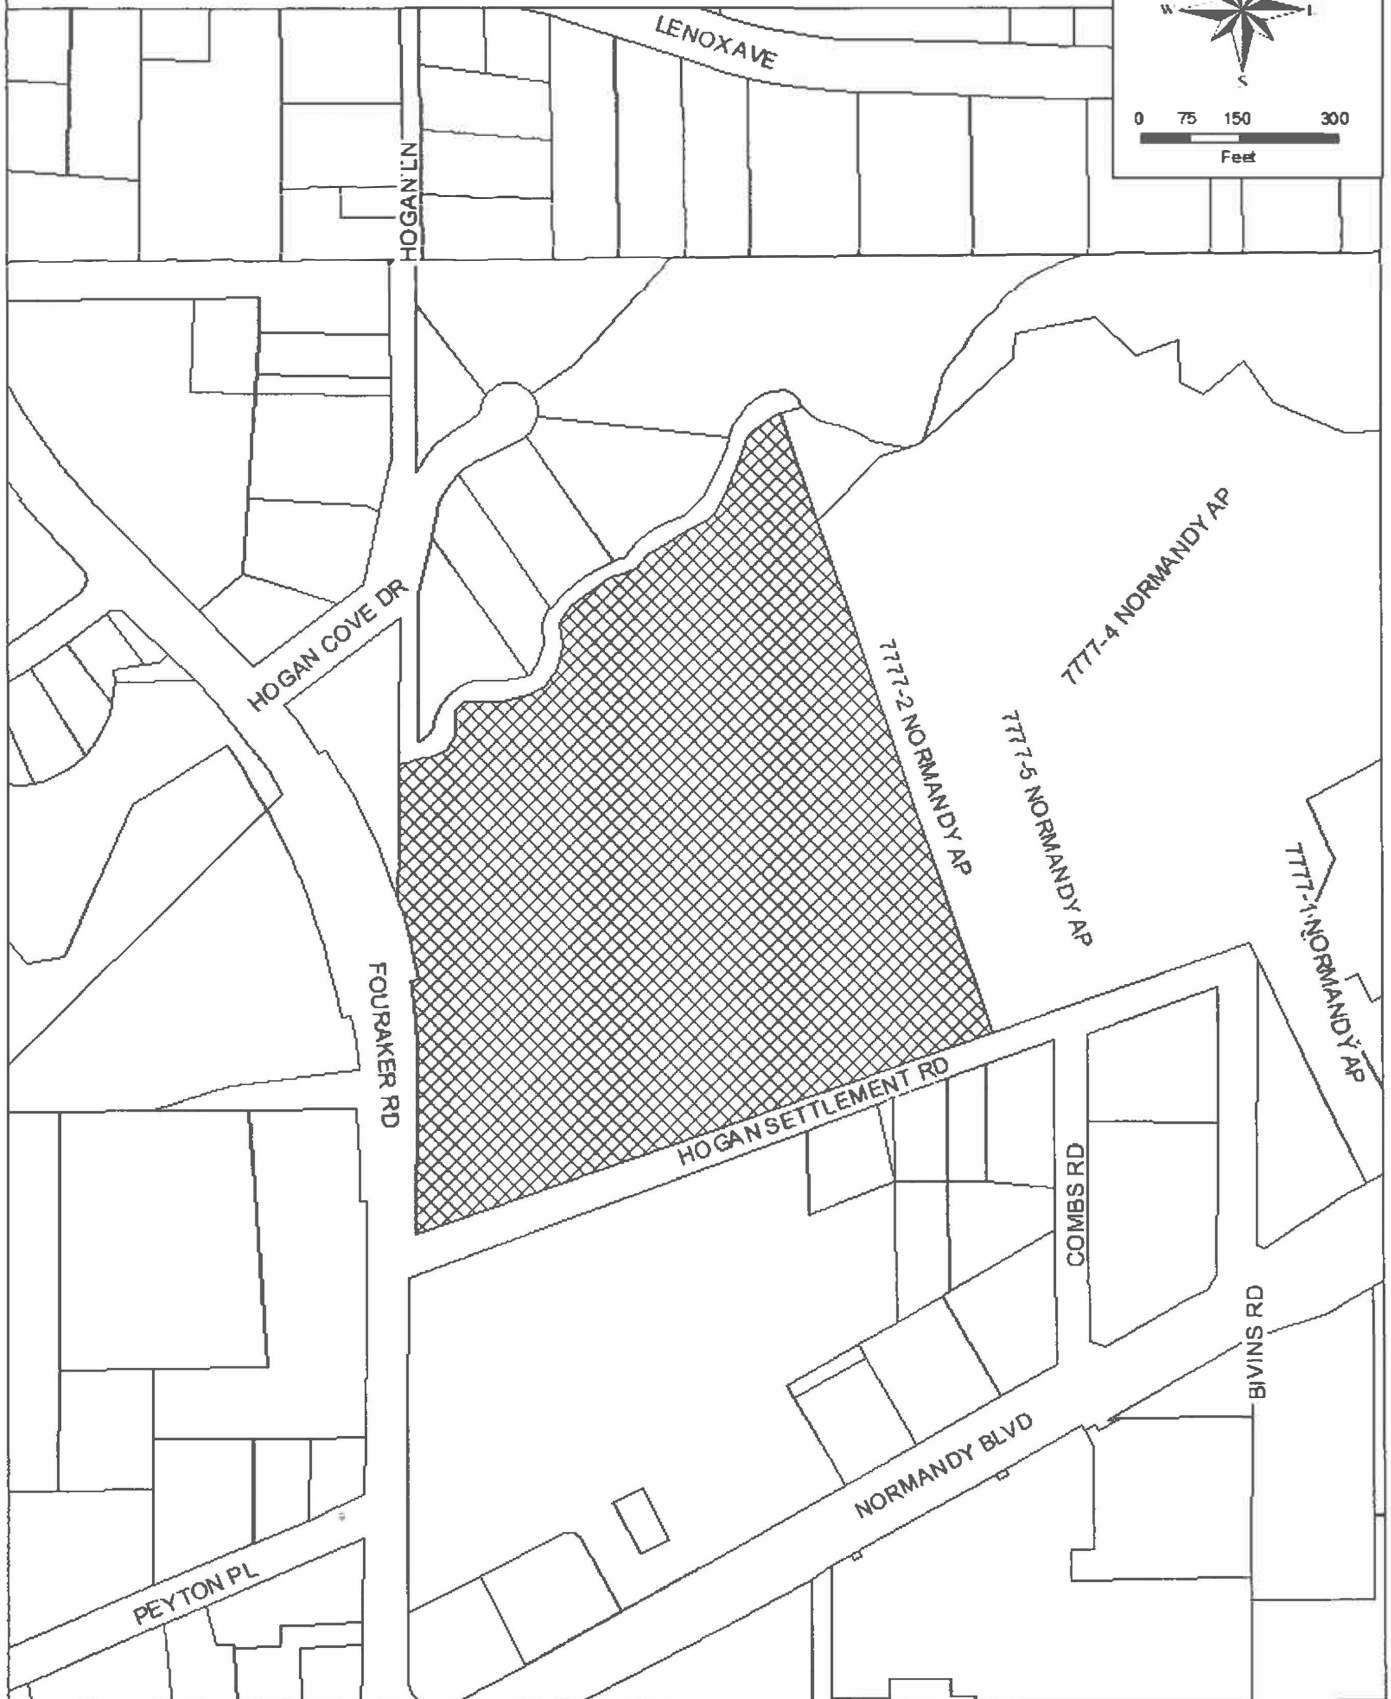 LENOX AVE
W
E
S
0 75 150 300
Feet
HOGAN LN
HOGAN COVE DR
7777-4 NORMANDY AP
7777-2 NORMANDY AP
7777-5 NORMANDY AP
7777-1 NORMANDY AP
FOURAKER RD
HOGAN SETTLEMENT RD
COMBS RD
BIVINS RD
NORMANDY BLVD
PEYTON PL